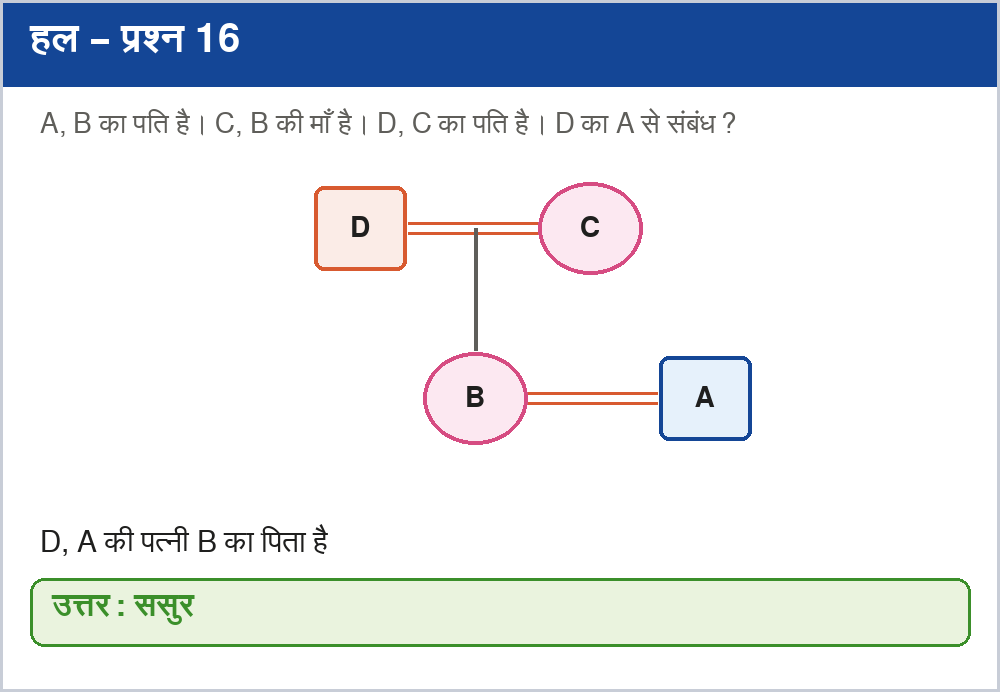 हल – प्रश्न 16
A, B का पति है। C, B की माँ है। D, C का पति है। D का A से संबंध ?
D
C
B
A
D, A की पत्नी B का पिता है
उत्तर : ससुर